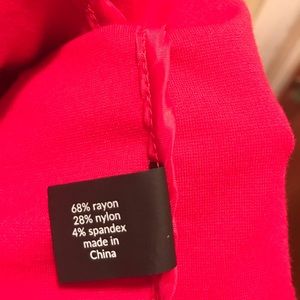 68% rayon
28% nylon
4% spandex
made in
China